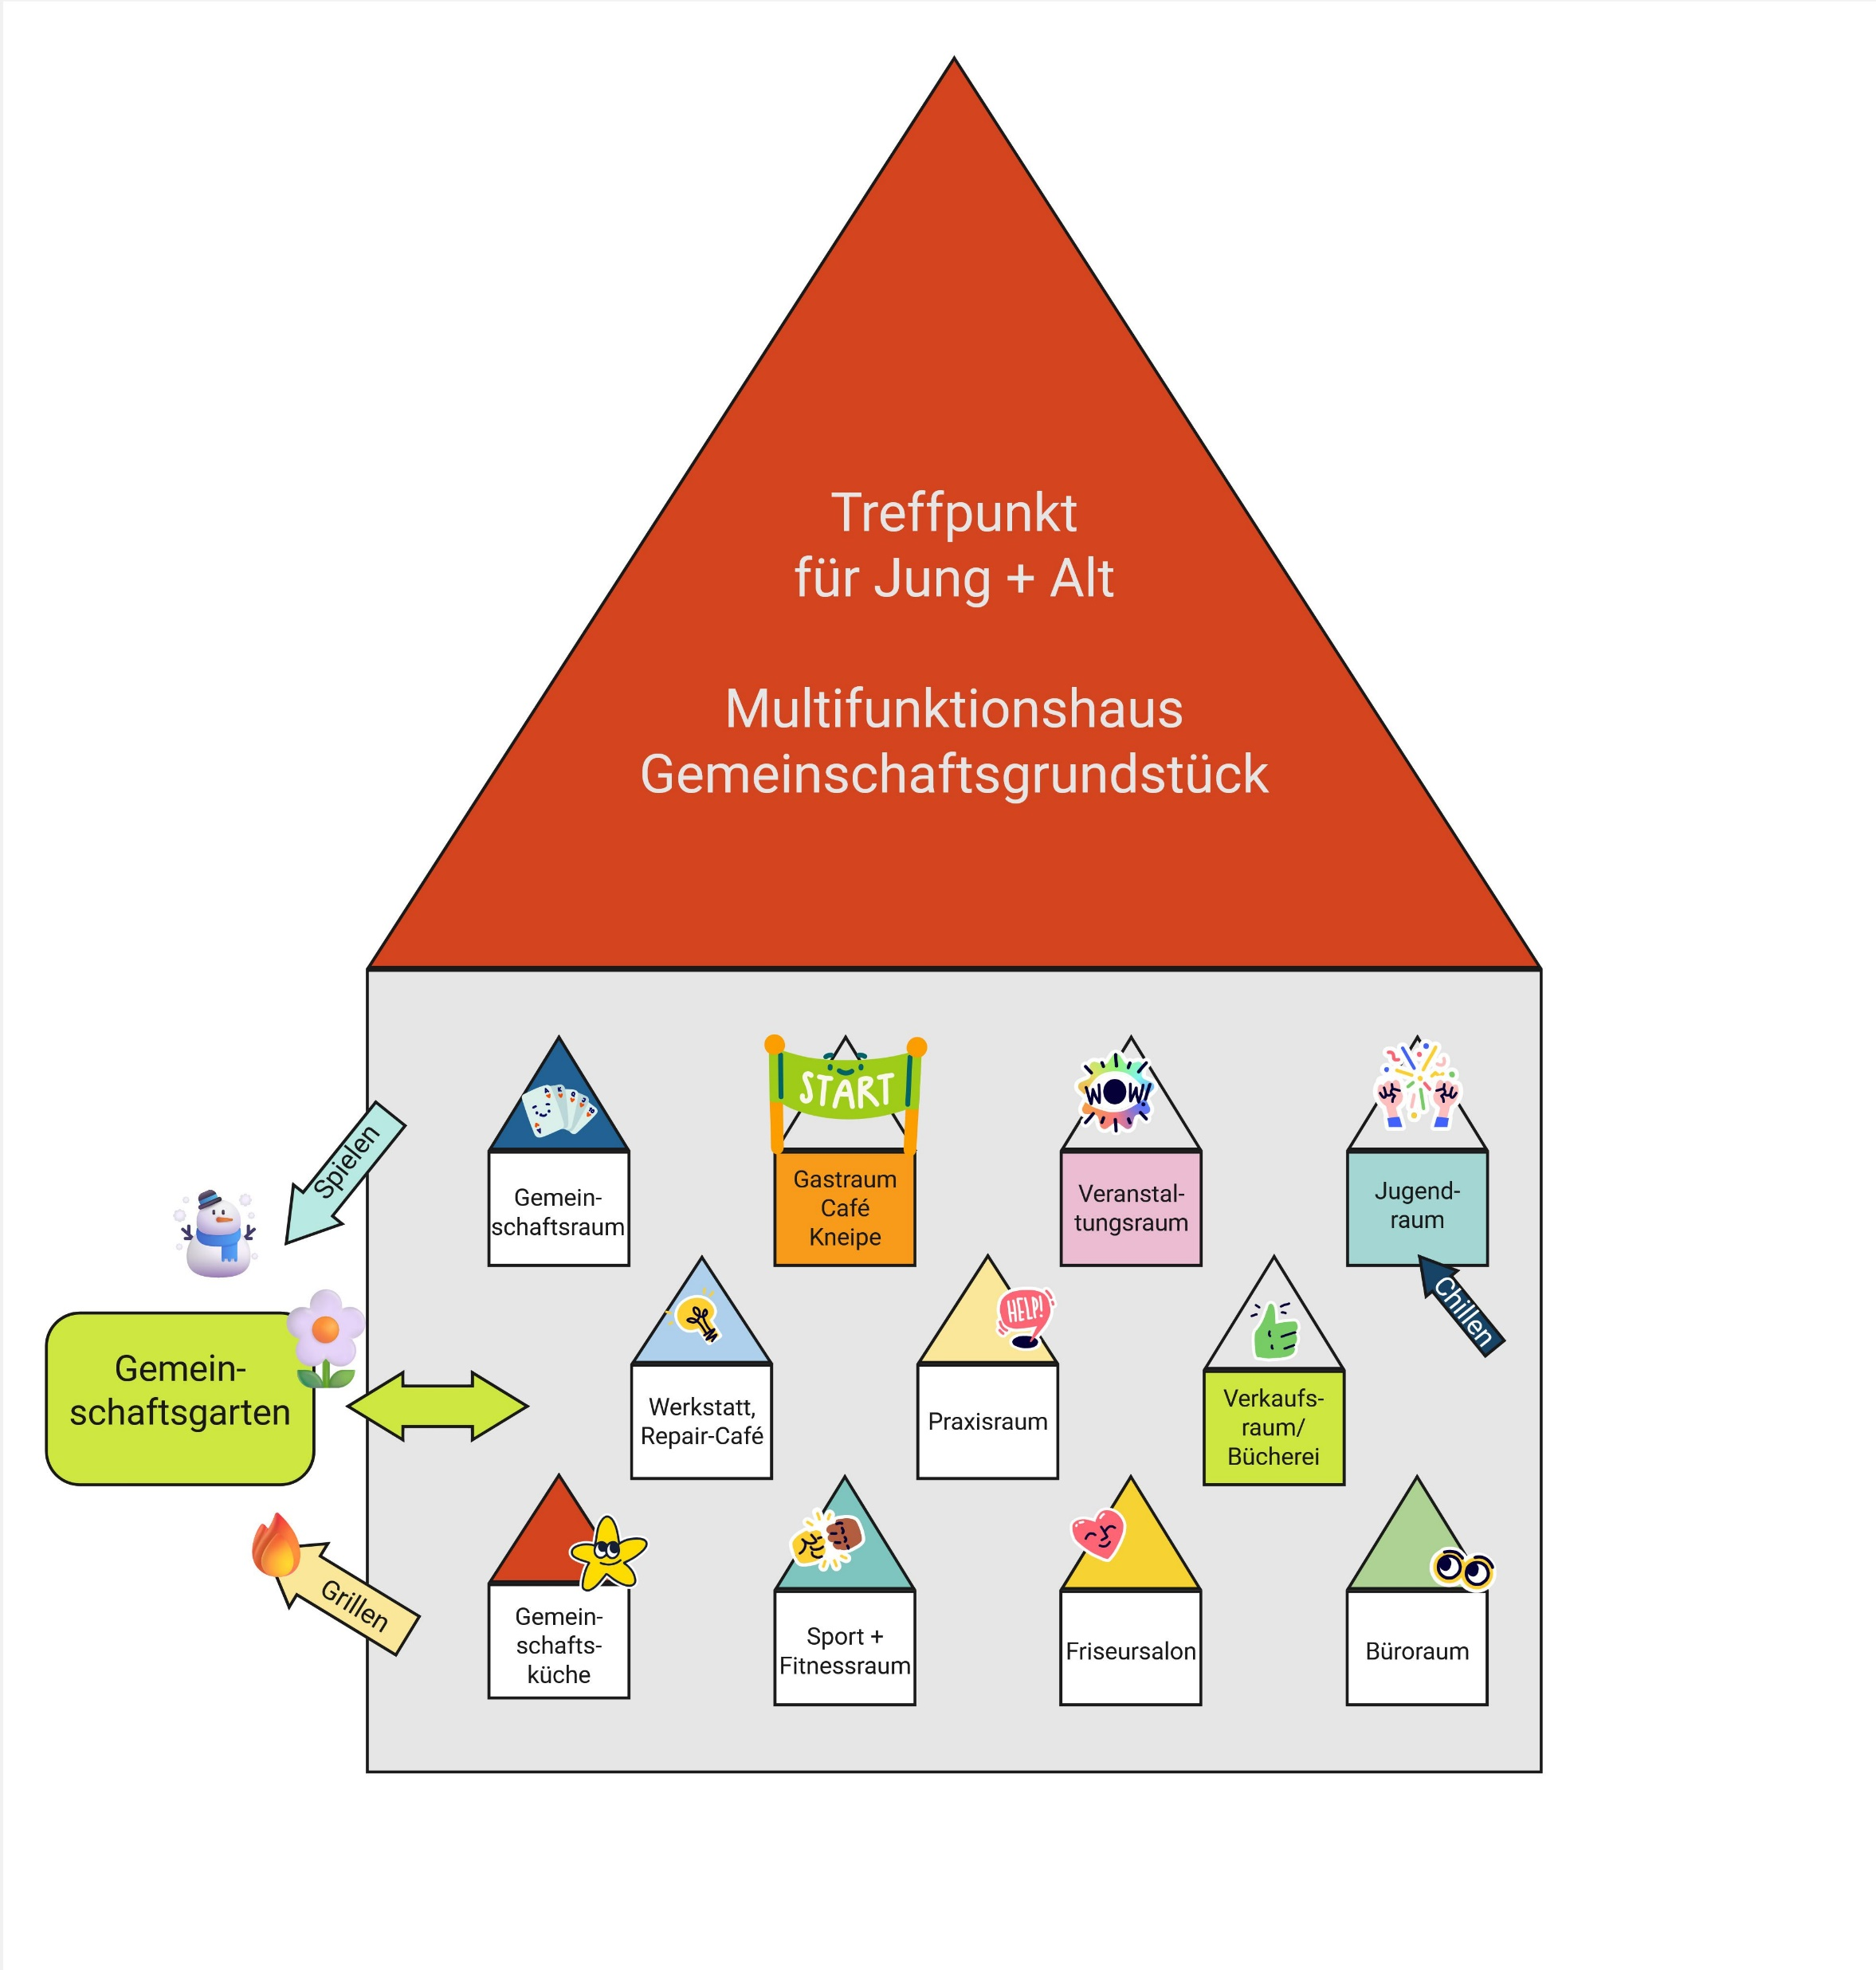 Treffpunkt
für Jung + Alt
Multifunktionshaus
Gemeinschaftsgrundstück
START
WOW!
Gemein-
schaftsraum
Gastraum
Café
Kneipe
Veranstal-
tungsraum
Jugend-
raum
Spielen
Chillen
HELP!
Gemein-
schaftsgarten
Werkstatt,
Repair-Café
Praxisraum
Verkaufs-
raum/
Bücherei
Grillen
Gemein-
schafts-
küche
Sport +
Fitnessraum
Friseursalon
Büroraum